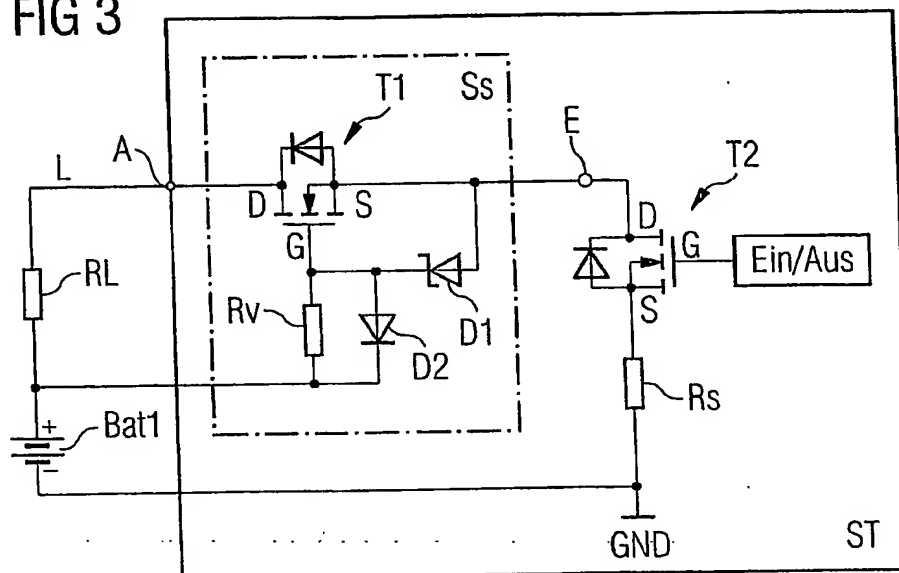 FIG 3
T1
Ss
E
T2
A
L
D
S
G
D
G
S
Ein/Aus
RL
Rv
D2
D1
Rs
+
Bat1
−
GND
ST